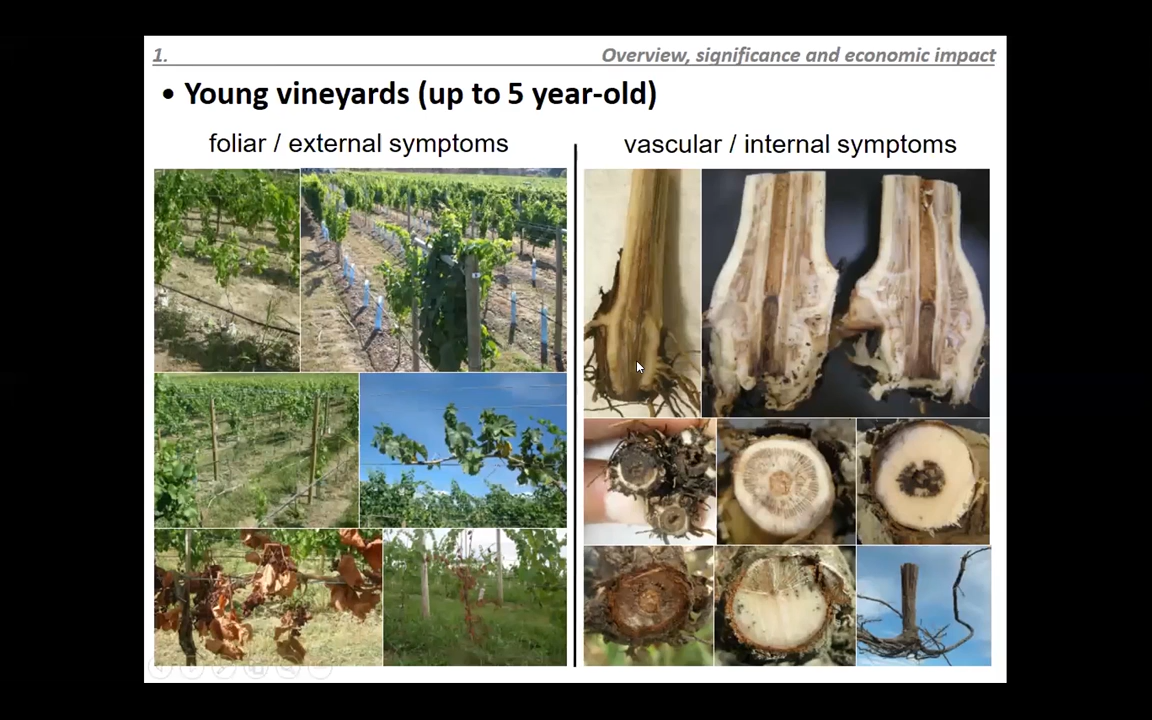 1.
Overview, significance and economic impact
• Young vineyards (up to 5 year-old)
foliar / external symptoms
vascular / internal symptoms